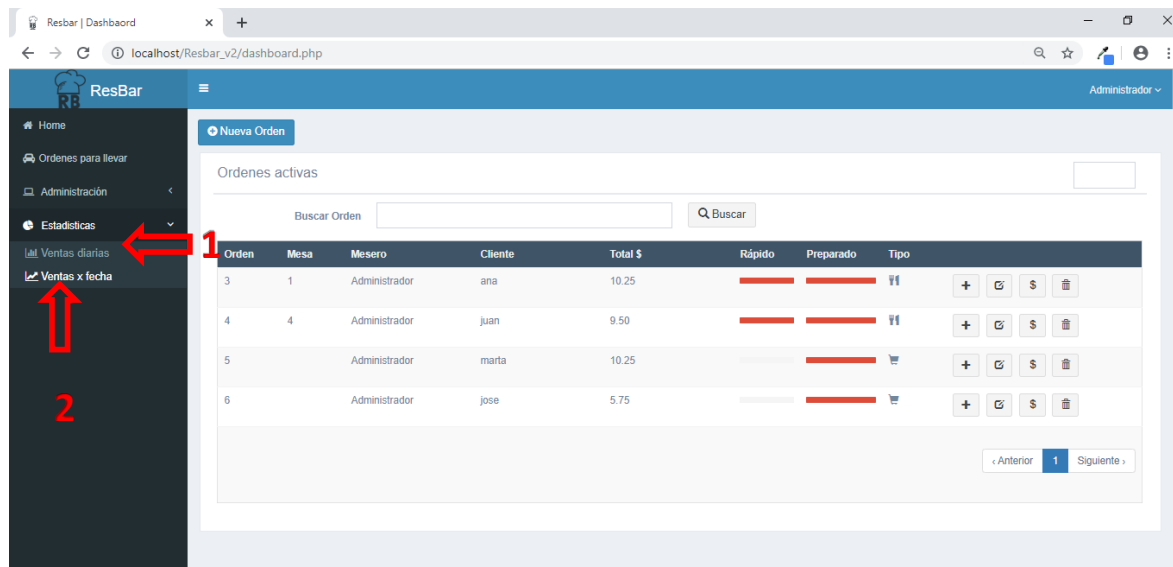 Resbar | Dashbaord
localhost/Resbar_v2/dashboard.php
RB ResBar
Administrador
Home
Ordenes para llevar
Administración
Estadisticas
Ventas diarias
Ventas x fecha
1
2
Nueva Orden
Ordenes activas
Buscar Orden Buscar
Orden Mesa Mesero Cliente Total $ Rápido Preparado Tipo
3 1 Administrador ana 10.25 + $
4 4 Administrador juan 9.50 + $
5 Administrador marta 10.25 + $
6 Administrador jose 5.75 + $
‹ Anterior 1 Siguiente ›